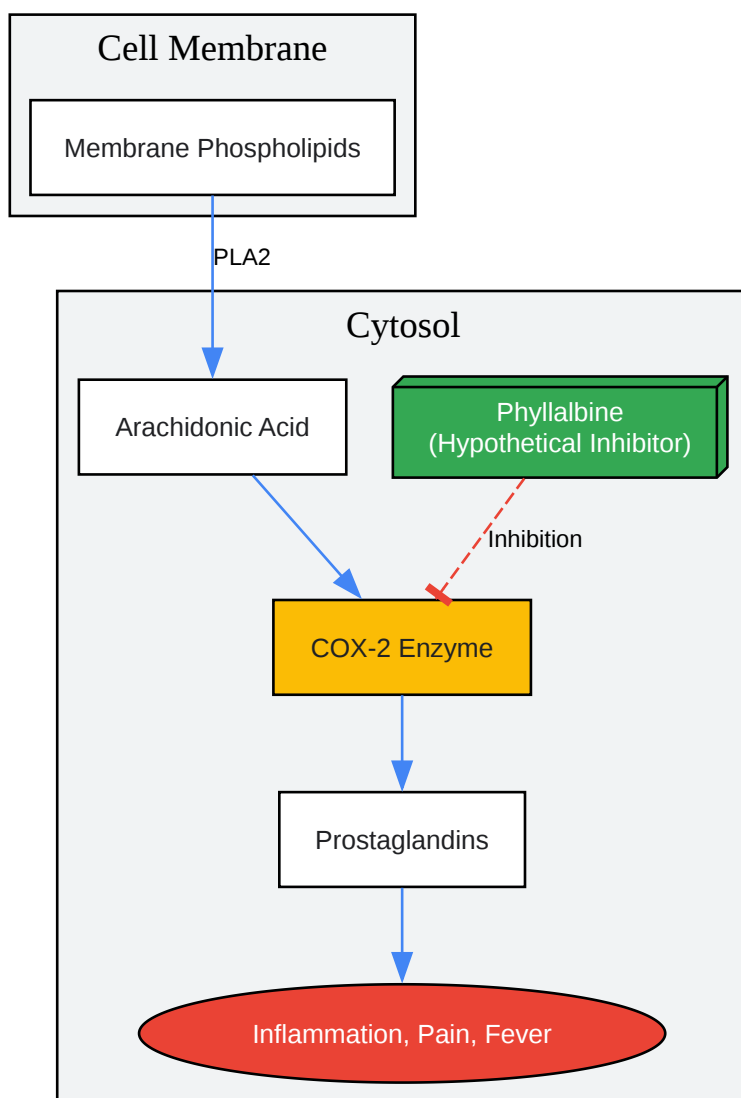 Cell Membrane
Membrane Phospholipids
PLA2
Cytosol
Arachidonic Acid
Phyllalbine
(Hypothetical Inhibitor)
Inhibition
COX-2 Enzyme
Prostaglandins
Inflammation, Pain, Fever